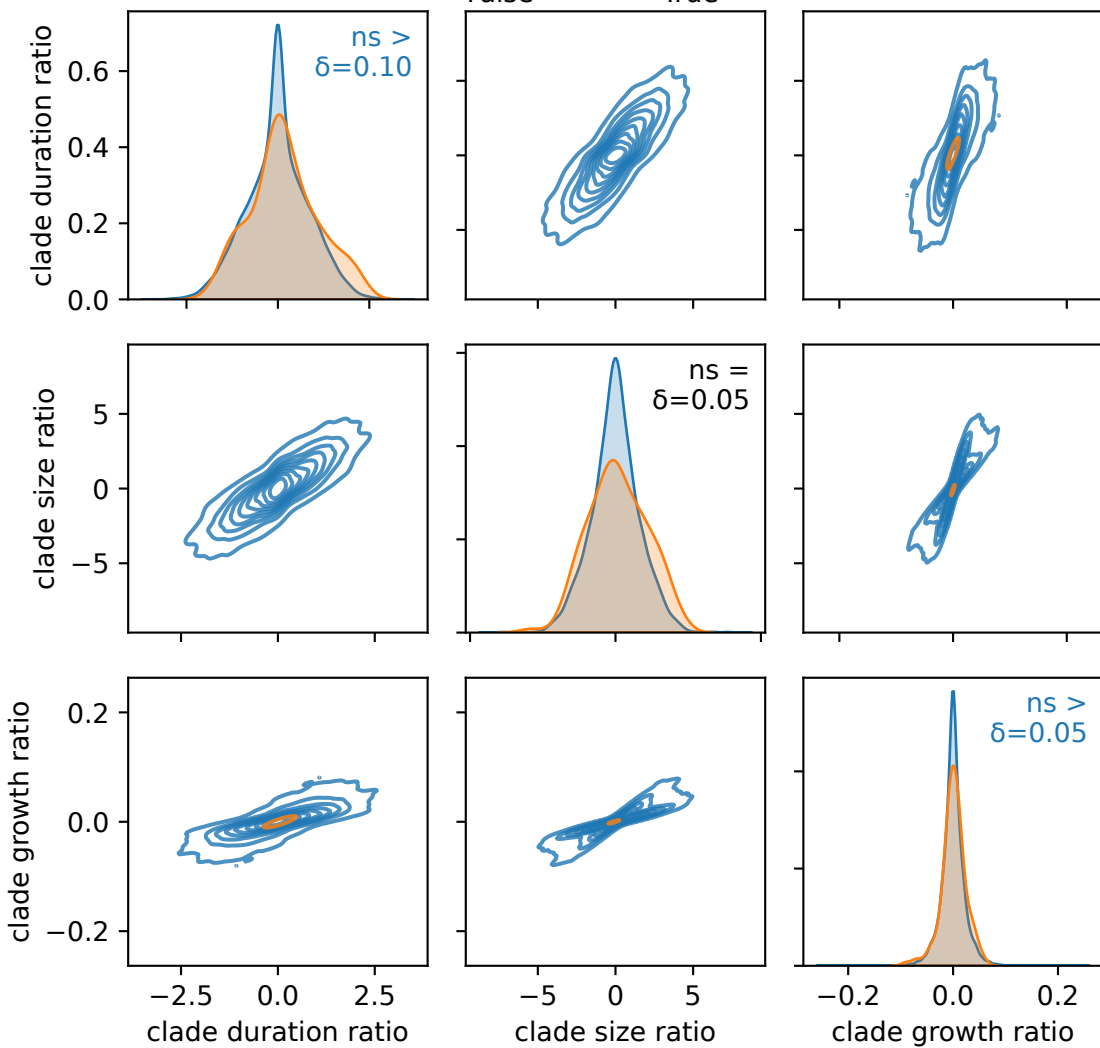 clade duration ratio
ns >
δ=0.10
0.6
0.4
0.2
0.0
clade size ratio
ns =
δ=0.05
5
0
−5
clade growth ratio
ns >
δ=0.05
0.2
0.0
−0.2
−2.5 0.0 2.5
−5 0 5
−0.2 0.0 0.2
clade duration ratio
clade size ratio
clade growth ratio